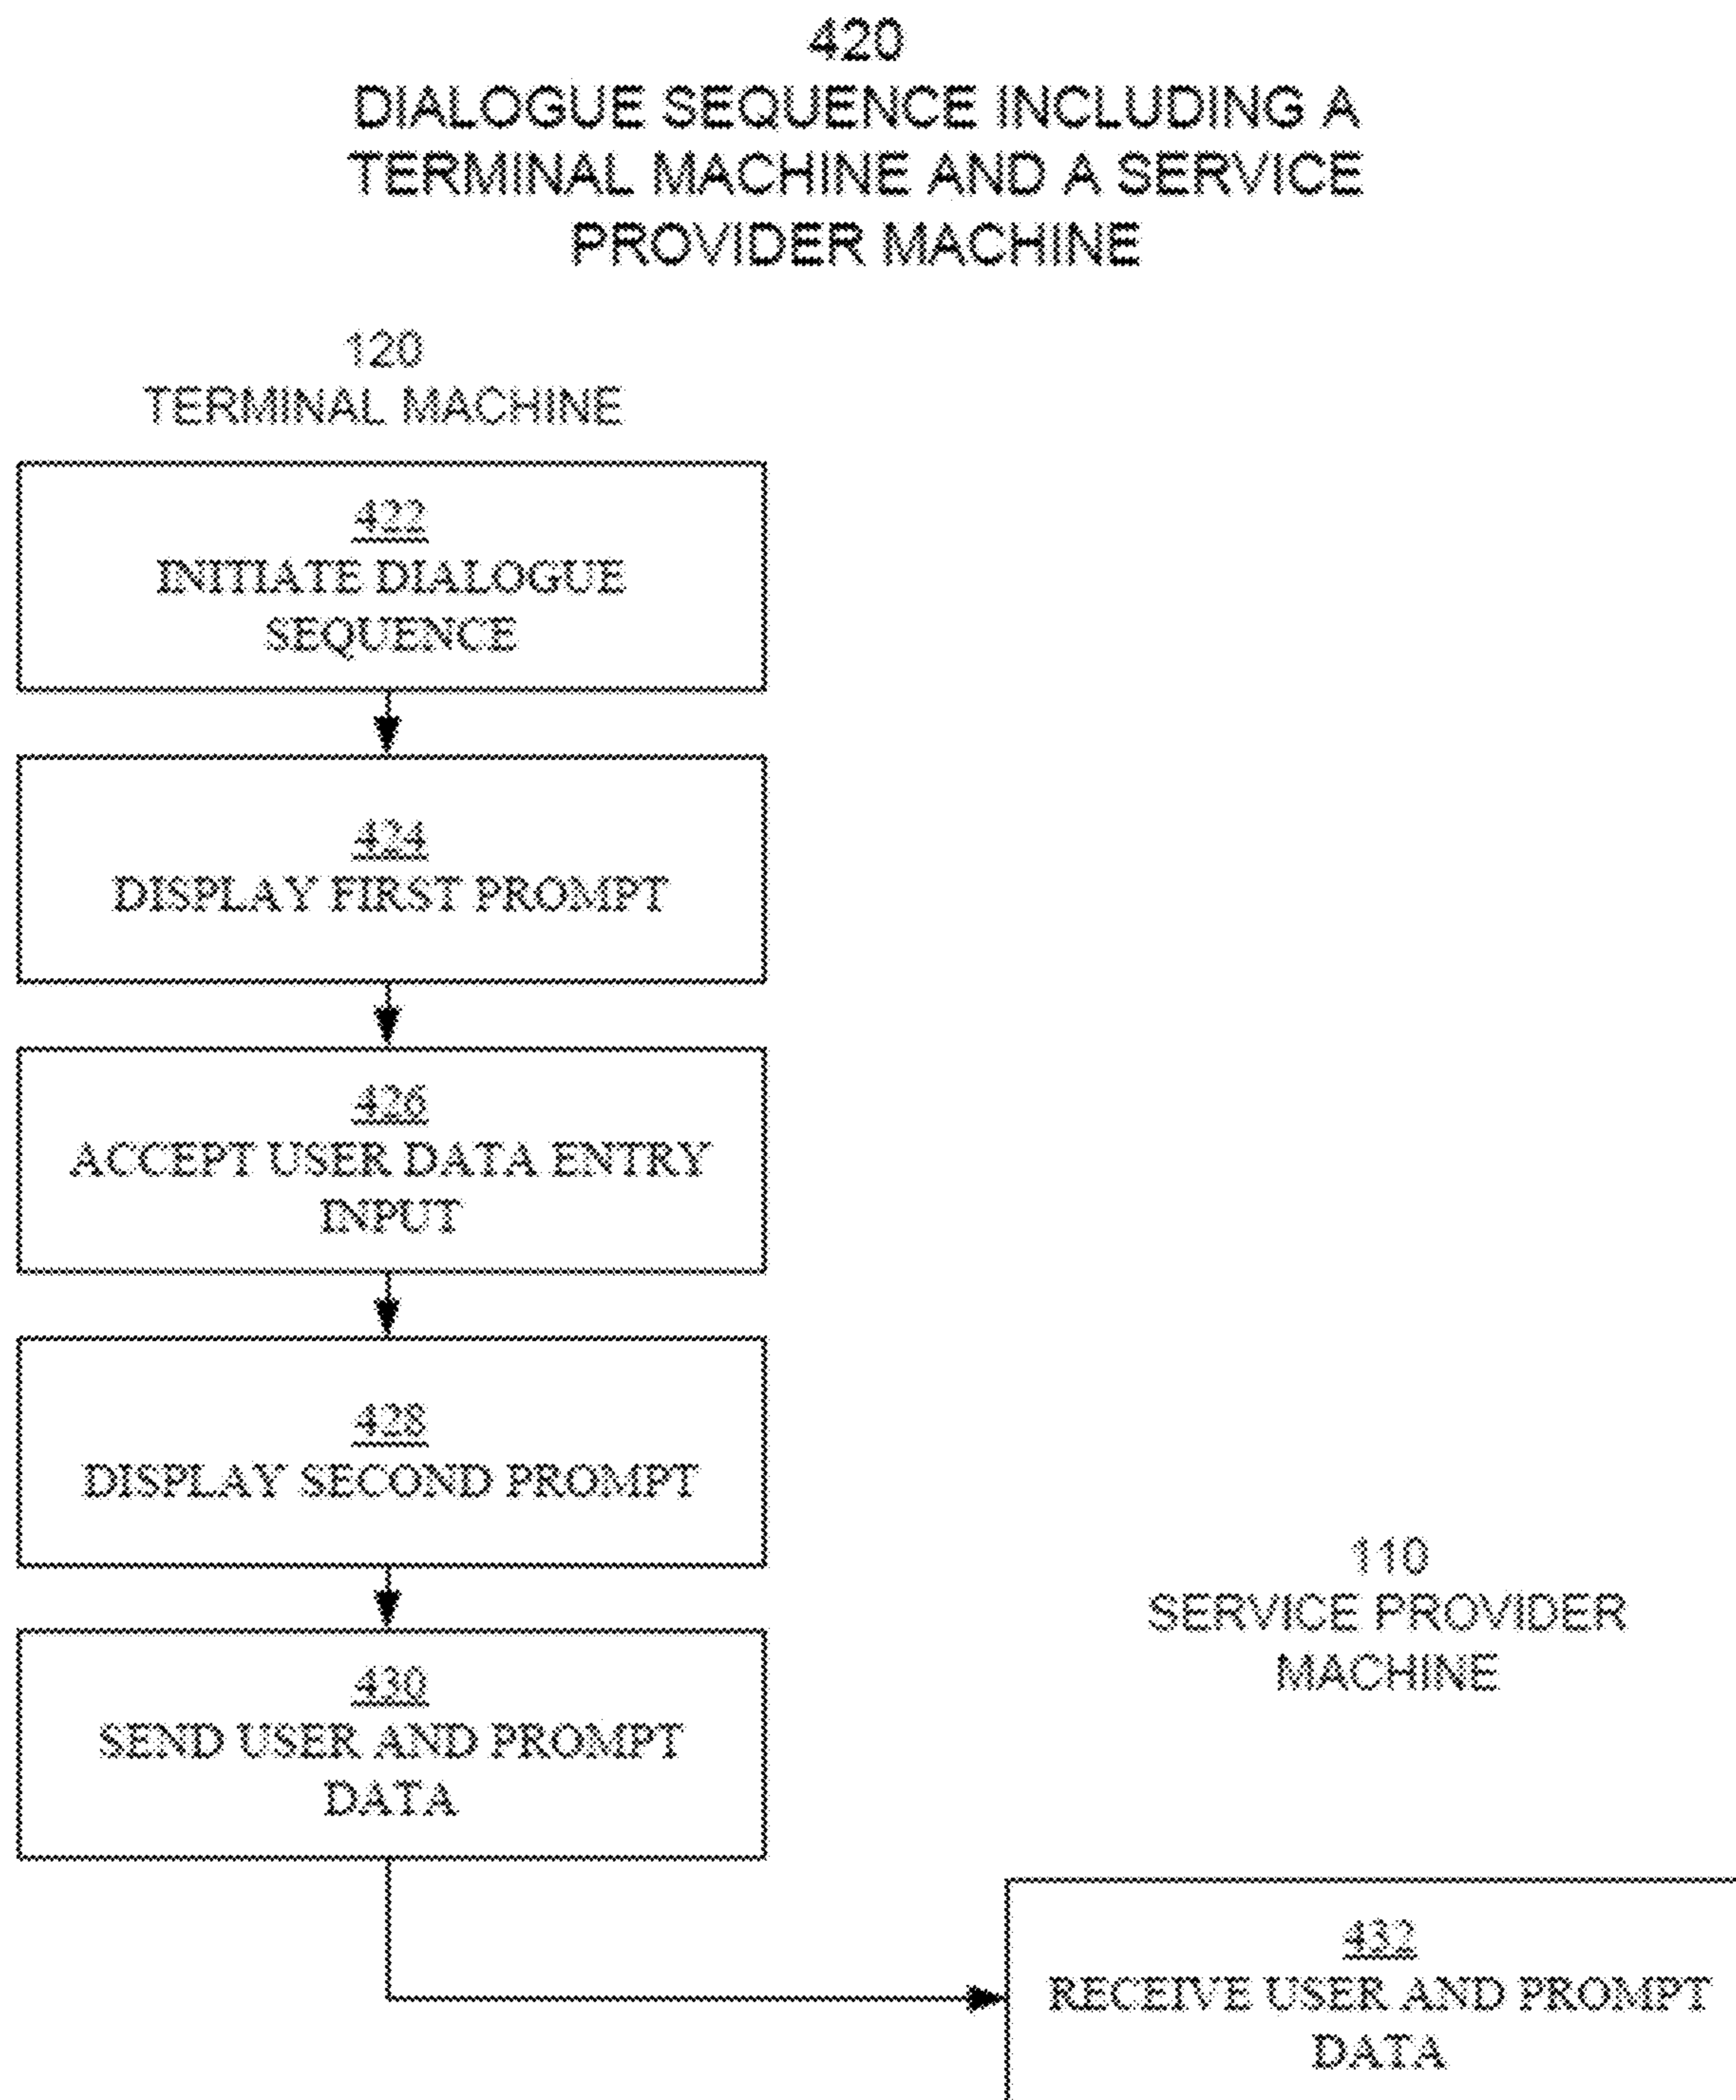 420
DIALOGUE SEQUENCE INCLUDING A
TERMINAL MACHINE AND A SERVICE
PROVIDER MACHINE
120
TERMINAL MACHINE
422
INITIATE DIALOGUE
SEQUENCE
424
DISPLAY FIRST PROMPT
426
ACCEPT USER DATA ENTRY
INPUT
428
DISPLAY SECOND PROMPT
430
SEND USER AND PROMPT
DATA
110
SERVICE PROVIDER
MACHINE
432
RECEIVE USER AND PROMPT
DATA